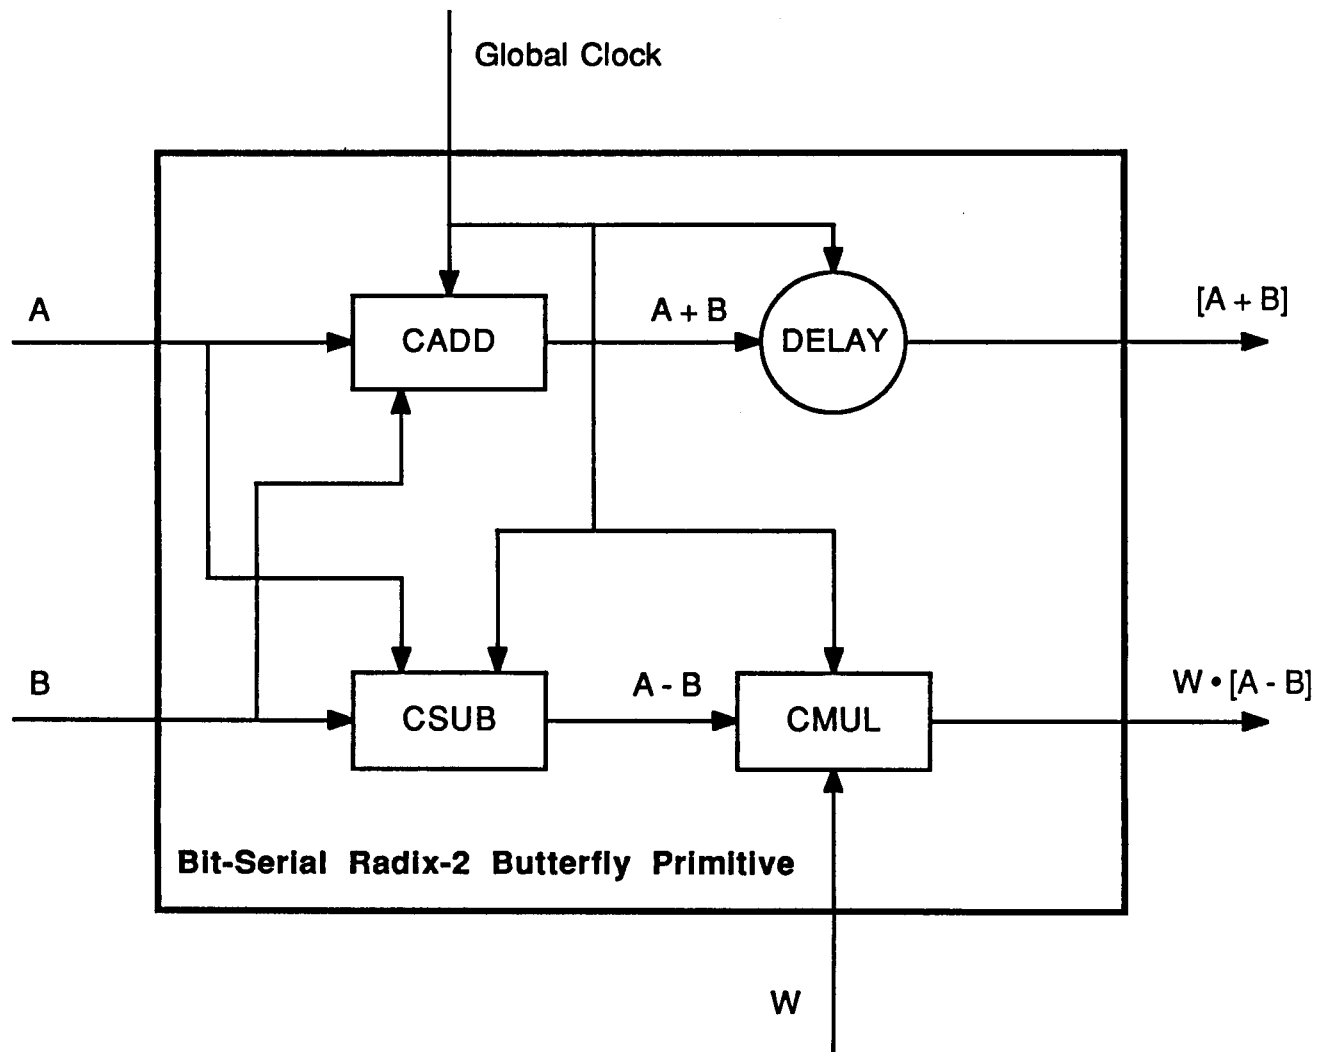 Global Clock
A
CADD
A + B
DELAY
[A + B]
B
CSUB
A - B
CMUL
W • [A - B]
Bit-Serial Radix-2 Butterfly Primitive
W